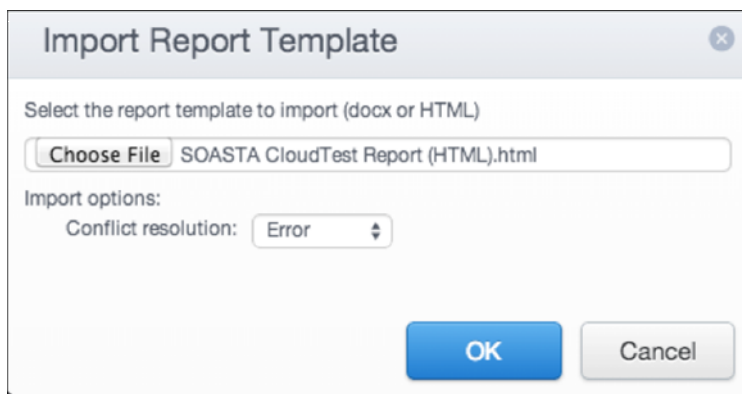 Import Report Template
Select the report template to import (docx or HTML)
Choose File SOASTA CloudTest Report (HTML).html
Import options:
Conflict resolution: Error
OK Cancel